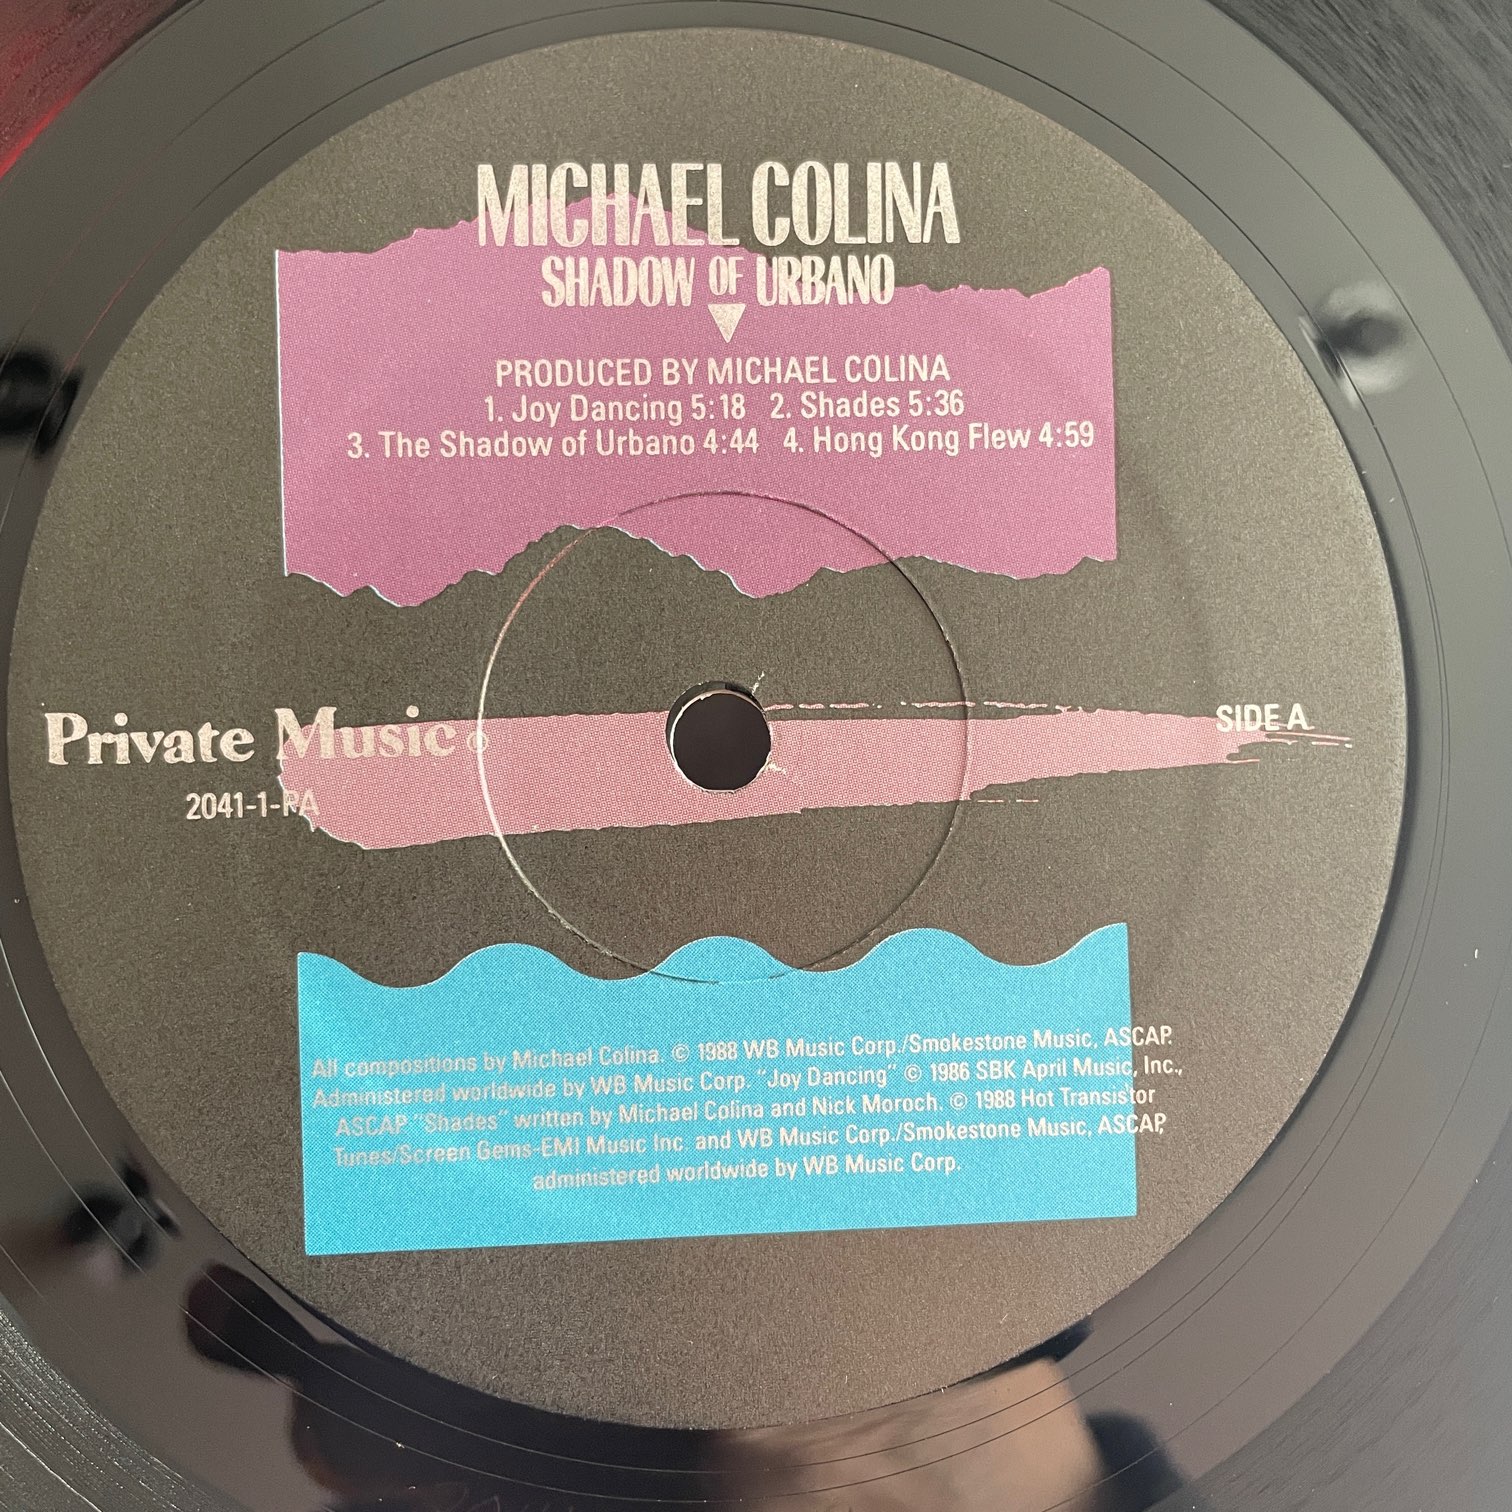 MICHAEL COLINA
SHADOW OF URBANO
PRODUCED BY MICHAEL COLINA
1. Joy Dancing 5:18 2. Shades 5:36
3. The Shadow of Urbano 4:44 4. Hong Kong Flew 4:59
Private Music®
SIDE A
2041-1-PA
All compositions by Michael Colina. © 1988 WB Music Corp./Smokestone Music, ASCAP.
Administered worldwide by WB Music Corp. "Joy Dancing" © 1986 SBK April Music, Inc.,
ASCAP "Shades" written by Michael Colina and Nick Moroch. © 1988 Hot Transistor
Tunes/Screen Gems-EMI Music Inc. and WB Music Corp./Smokestone Music, ASCAP,
administered worldwide by WB Music Corp.